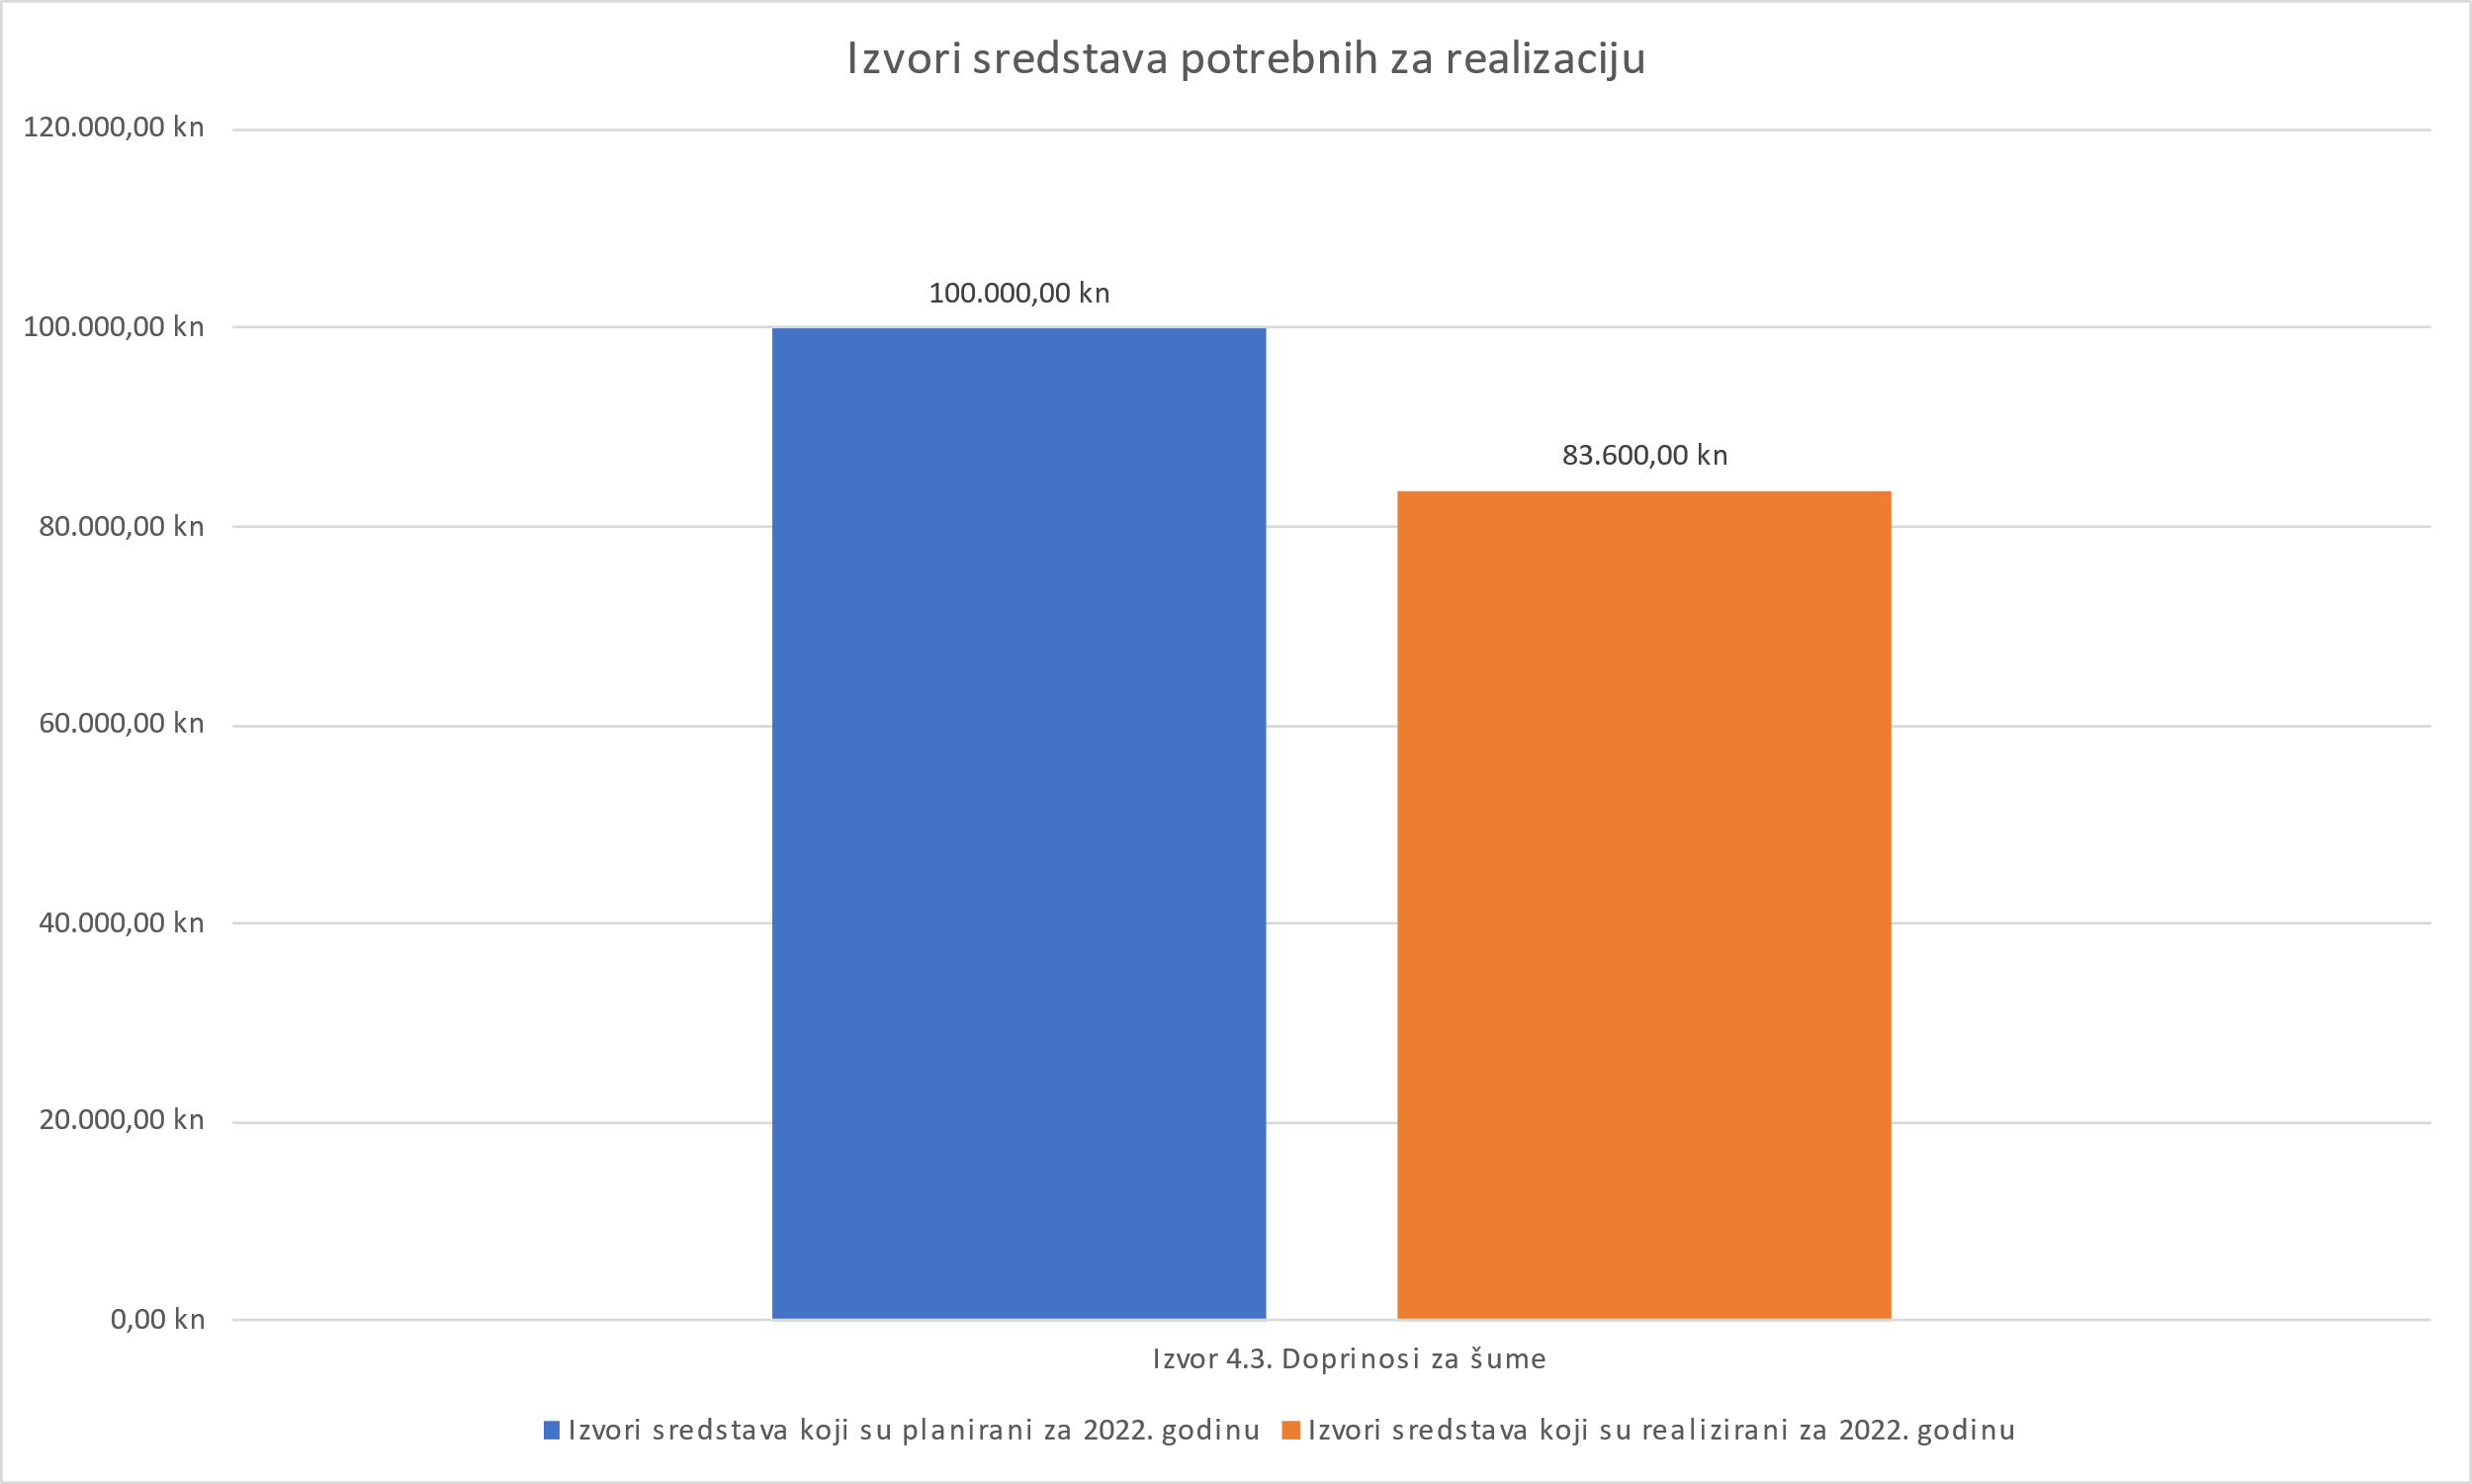 Izvori sredstava potrebnih za realizaciju
120.000,00 kn
100.000,00 kn
100.000,00 kn
83.600,00 kn
80.000,00 kn
60.000,00 kn
40.000,00 kn
20.000,00 kn
0,00 kn
Izvor 4.3. Doprinosi za šume
Izvori sredstava koji su planirani za 2022. godinu
Izvori sredstava koji su realizirani za 2022. godinu